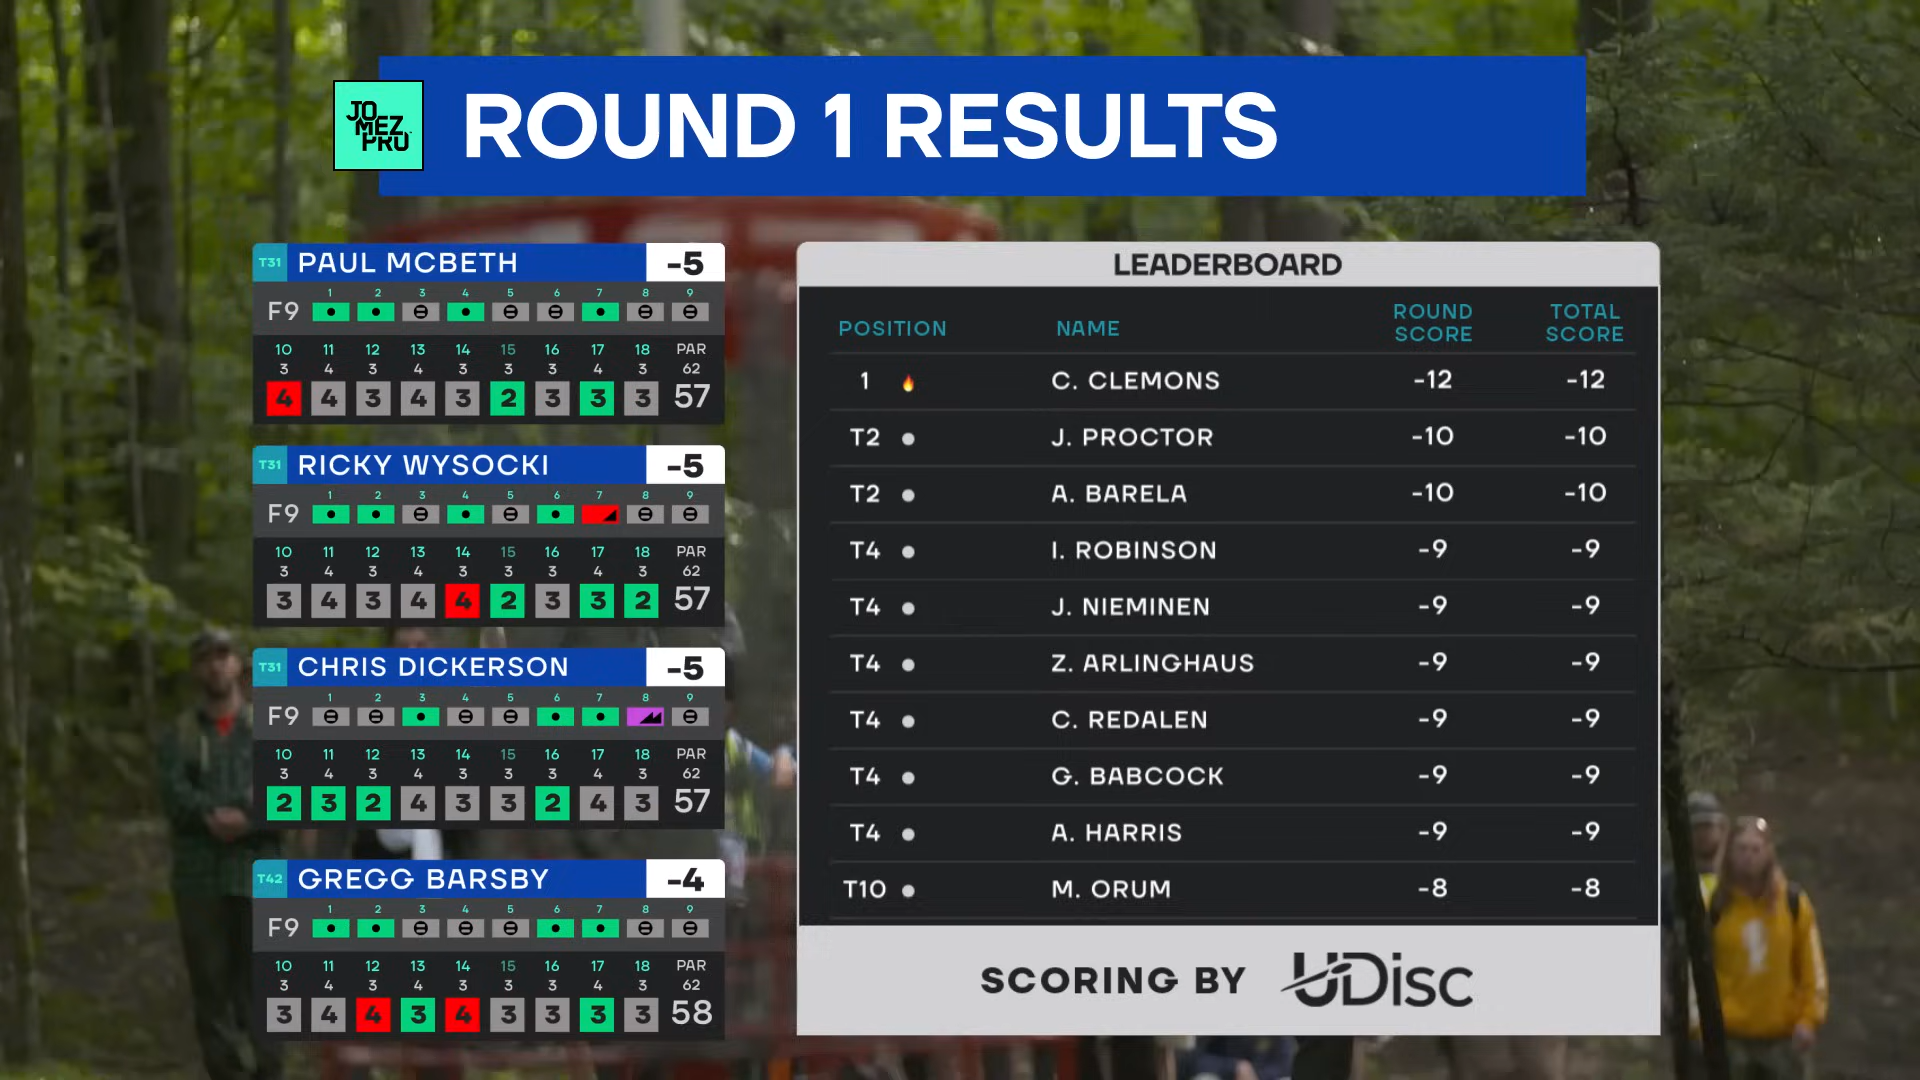 JOMEZPRO
ROUND 1 RESULTS
T31 PAUL MCBETH -5
1 2 3 4 5 6 7 8 9
F9
10 11 12 13 14 15 16 17 18 PAR
3 4 3 4 3 3 3 4 3 62
4 4 3 4 3 2 3 3 3 57
T31 RICKY WYSOCKI -5
1 2 3 4 5 6 7 8 9
F9
10 11 12 13 14 15 16 17 18 PAR
3 4 3 4 3 3 3 4 3 62
3 4 3 4 4 2 3 3 2 57
T31 CHRIS DICKERSON -5
1 2 3 4 5 6 7 8 9
F9
10 11 12 13 14 15 16 17 18 PAR
3 4 3 4 3 3 3 4 3 62
2 3 2 4 3 3 2 4 3 57
T42 GREGG BARSBY -4
1 2 3 4 5 6 7 8 9
F9
10 11 12 13 14 15 16 17 18 PAR
3 4 3 4 3 3 3 4 3 62
3 4 4 3 4 3 3 3 3 58
LEADERBOARD
POSITION NAME ROUND SCORE TOTAL SCORE
1 C. CLEMONS -12 -12
T2 J. PROCTOR -10 -10
T2 A. BARELA -10 -10
T4 I. ROBINSON -9 -9
T4 J. NIEMINEN -9 -9
T4 Z. ARLINGHAUS -9 -9
T4 C. REDALEN -9 -9
T4 G. BABCOCK -9 -9
T4 A. HARRIS -9 -9
T10 M. ORUM -8 -8
SCORING BY UDisc